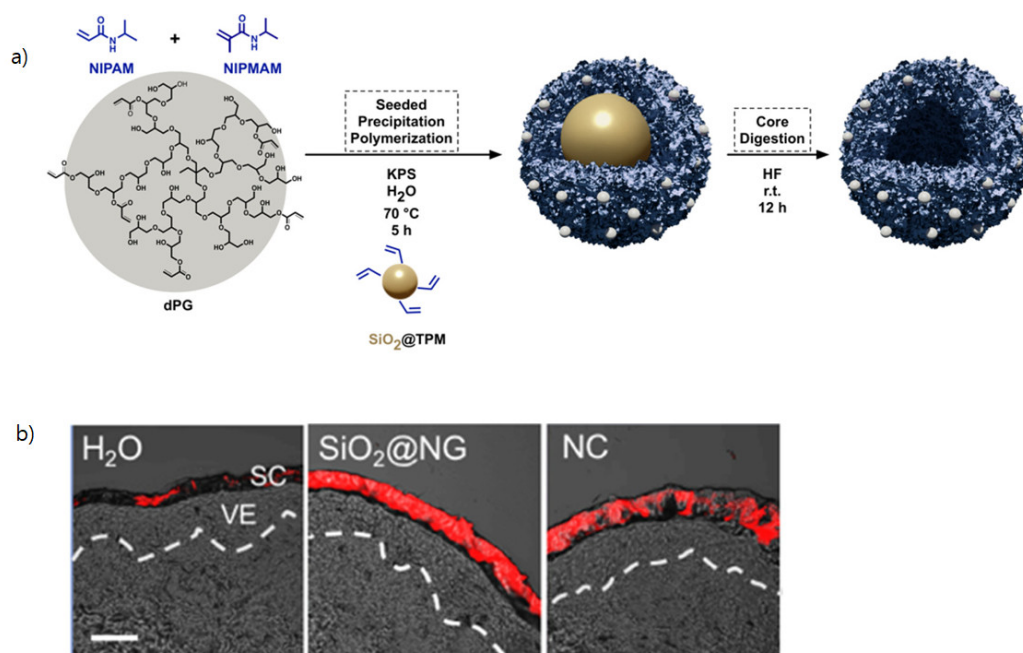 a)
NIPAM + NIPMAM
O
N
H
O
N
H
dPG
Seeded
Precipitation
Polymerization
KPS
H₂O
70 °C
5 h
SiO₂@TPM
Core
Digestion
HF
r.t.
12 h
b)
H₂O
SC
VE
SiO₂@NG
NC